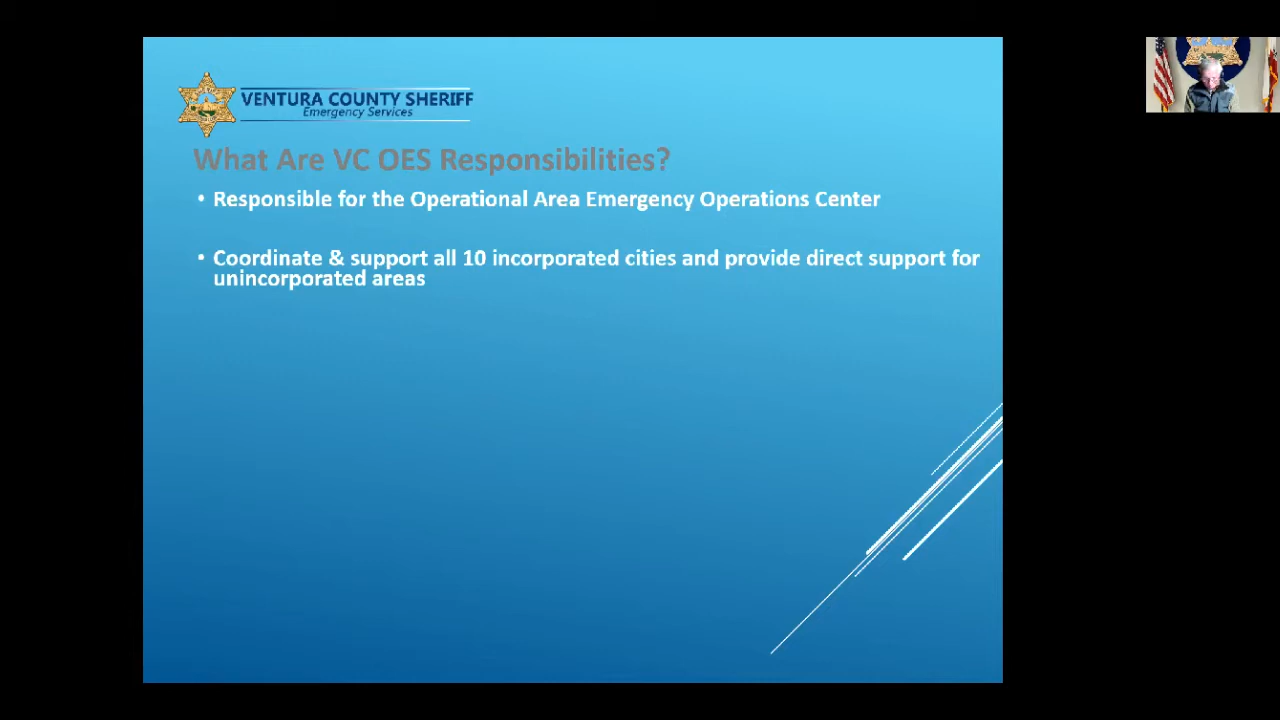 VENTURA COUNTY SHERIFF
Emergency Services
What Are VC OES Responsibilities?
• Responsible for the Operational Area Emergency Operations Center
• Coordinate & support all 10 incorporated cities and provide direct support for
unincorporated areas